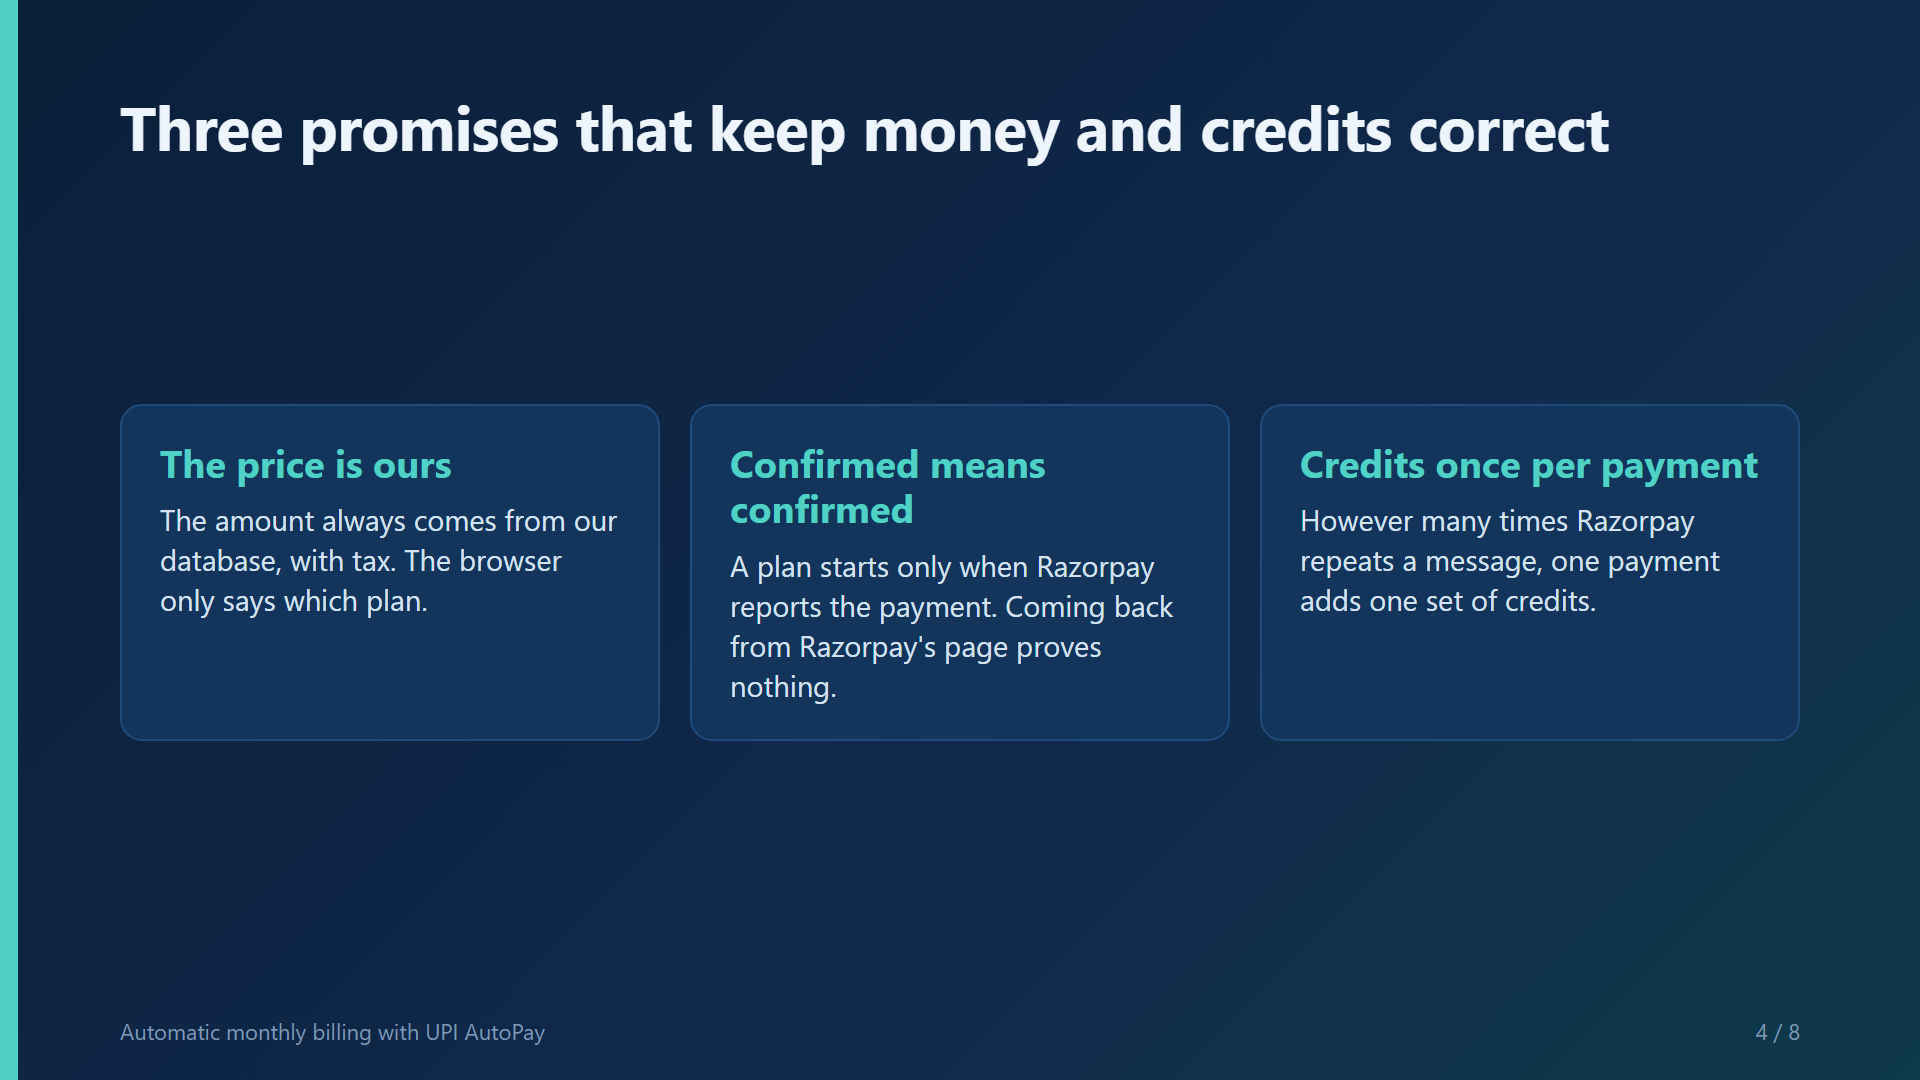 Three promises that keep money and credits correct
The price is ours
The amount always comes from our
database, with tax. The browser
only says which plan.
Confirmed means
confirmed
A plan starts only when Razorpay
reports the payment. Coming back
from Razorpay's page proves
nothing.
Credits once per payment
However many times Razorpay
repeats a message, one payment
adds one set of credits.
Automatic monthly billing with UPI AutoPay
4 / 8